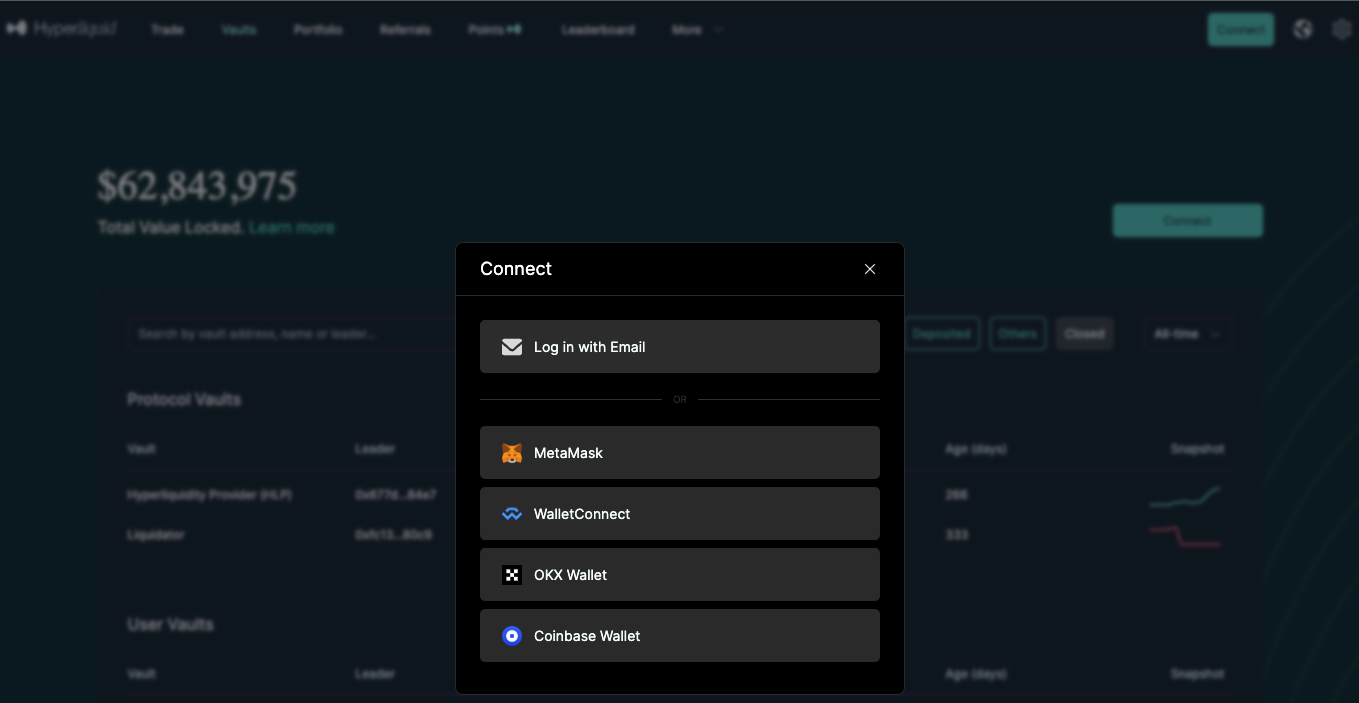 Hyperliquid Trade Vaults Portfolio Referrals Points Leaderboard More Connect
$62,843,975
Total Value Locked. Learn more
Connect
Connect
Log in with Email
Search by vault address, name or leader... Deposited Others Closed All-time
OR
Protocol Vaults
MetaMask
Vault Leader Age (days) Snapshot
Hyperliquidity Provider (HLP) 0x677d...84e7 266
WalletConnect
Liquidator 0xfc13...80c9 333
OKX Wallet
User Vaults
Coinbase Wallet
Vault Leader Age (days) Snapshot